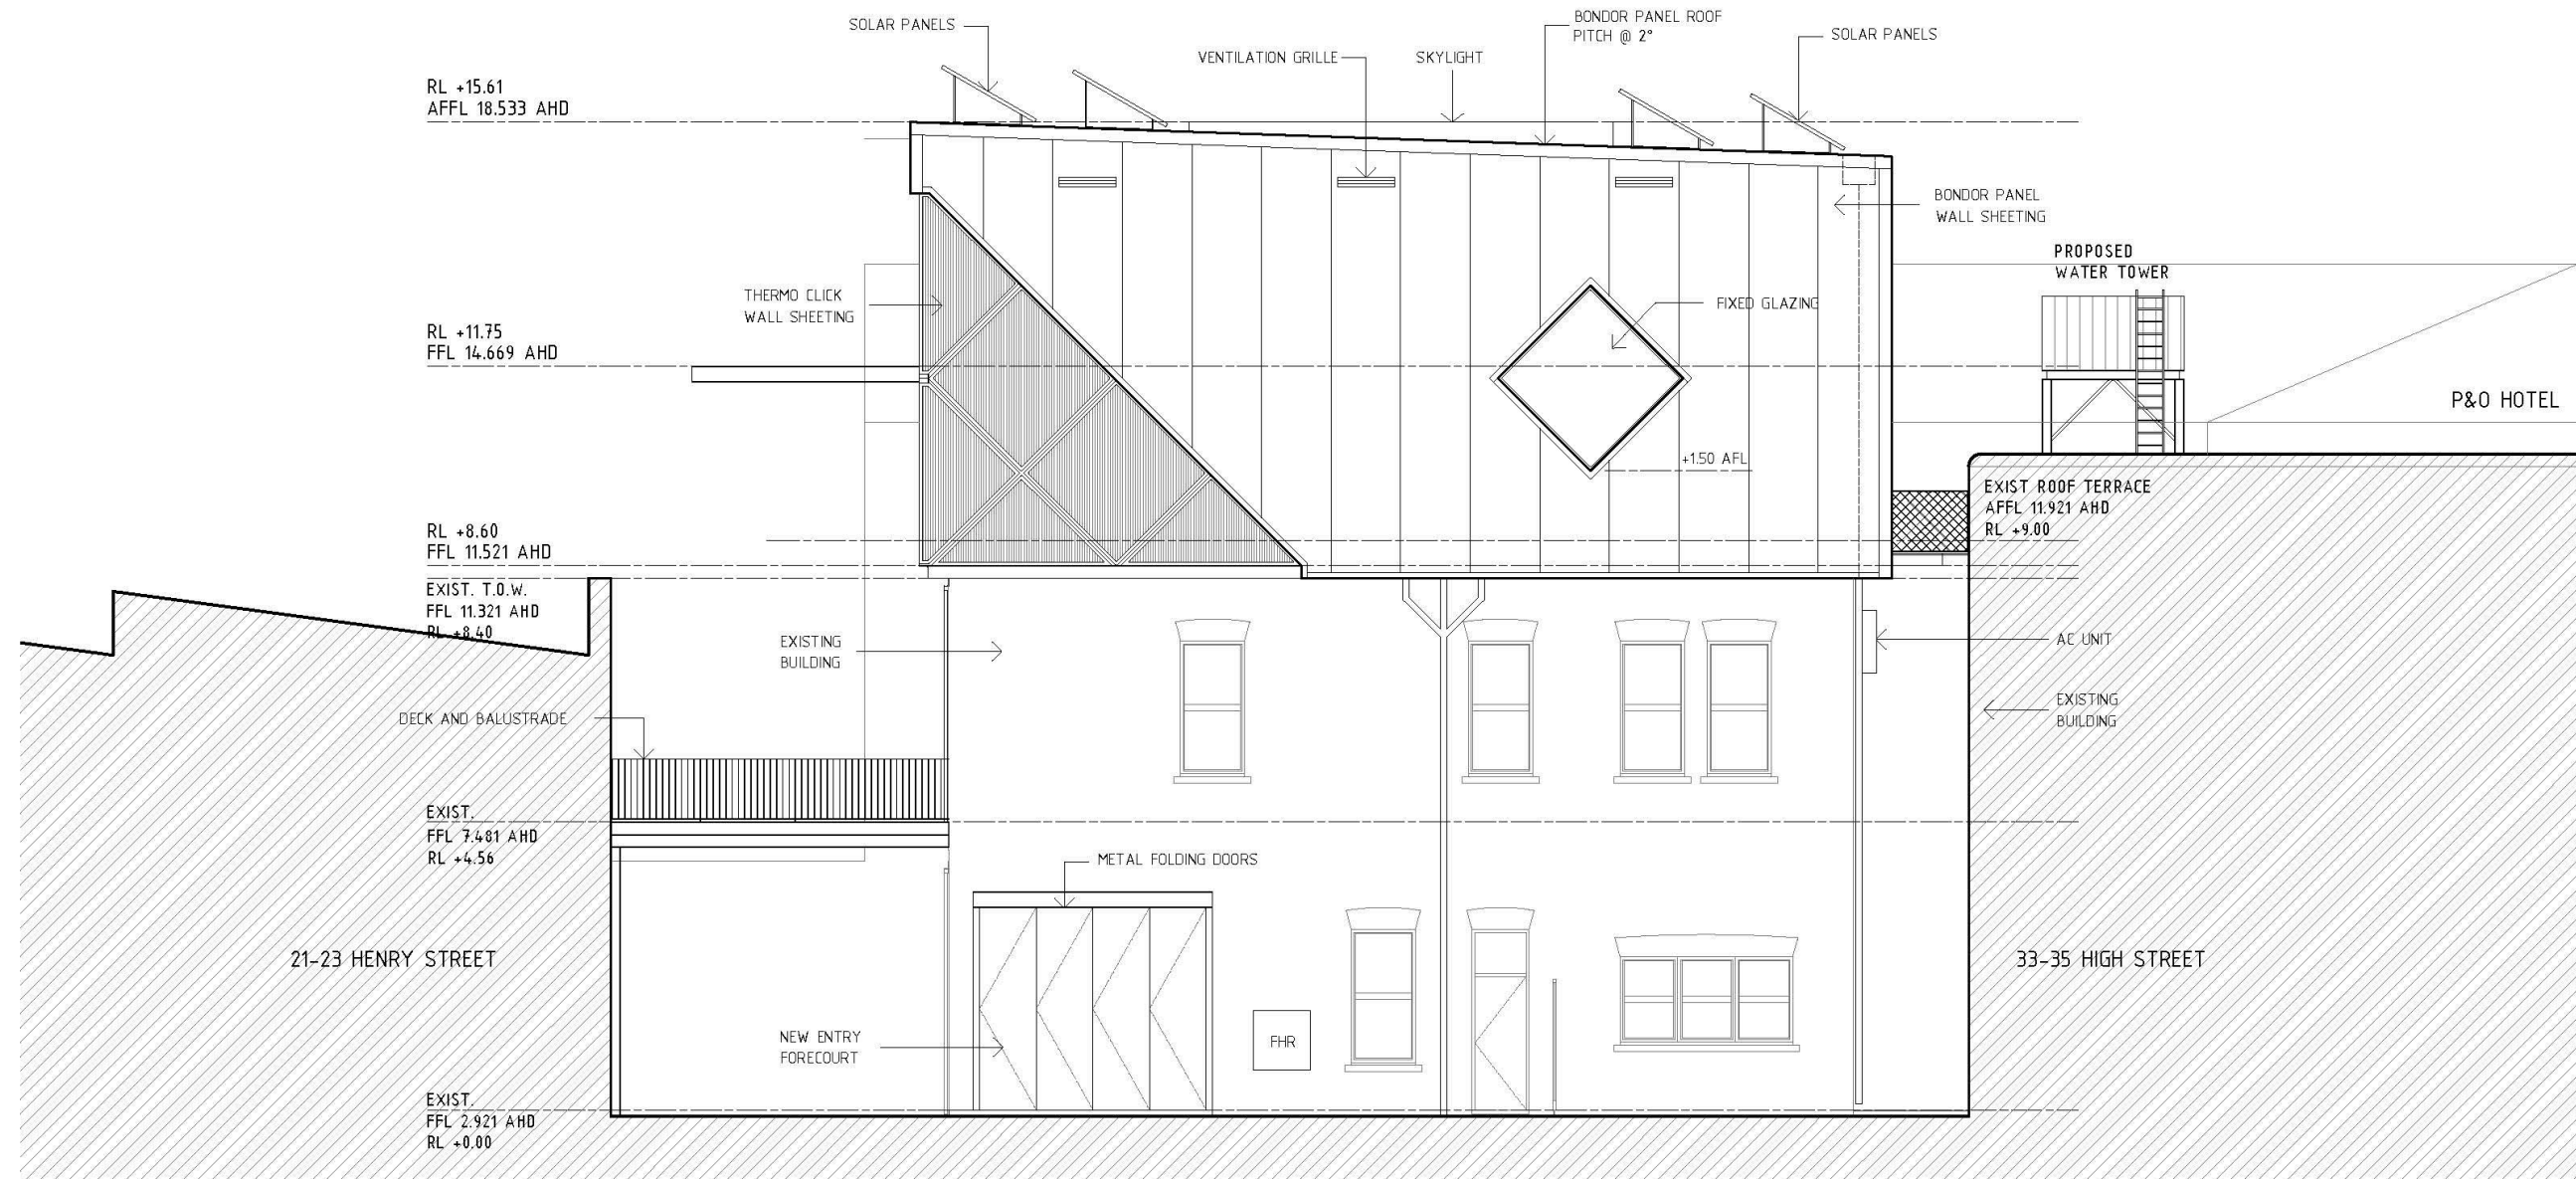 SOLAR PANELS
BONDOR PANEL ROOF
PITCH @ 2°
SOLAR PANELS
VENTILATION GRILLE
SKYLIGHT
RL +15.61
AFFL 18.533 AHD
BONDOR PANEL
WALL SHEETING
PROPOSED
WATER TOWER
THERMO CLICK
WALL SHEETING
FIXED GLAZING
RL +11.75
FFL 14.669 AHD
P&O HOTEL
+1.50 AFL
EXIST ROOF TERRACE
AFFL 11.921 AHD
RL +9.00
RL +8.60
FFL 11.521 AHD
EXIST. T.O.W.
FFL 11.321 AHD
RL +8.40
EXISTING
BUILDING
AC UNIT
EXISTING
BUILDING
DECK AND BALUSTRADE
EXIST.
FFL 7.481 AHD
RL +4.56
METAL FOLDING DOORS
21-23 HENRY STREET
33-35 HIGH STREET
NEW ENTRY
FORECOURT
FHR
EXIST.
FFL 2.921 AHD
RL +0.00